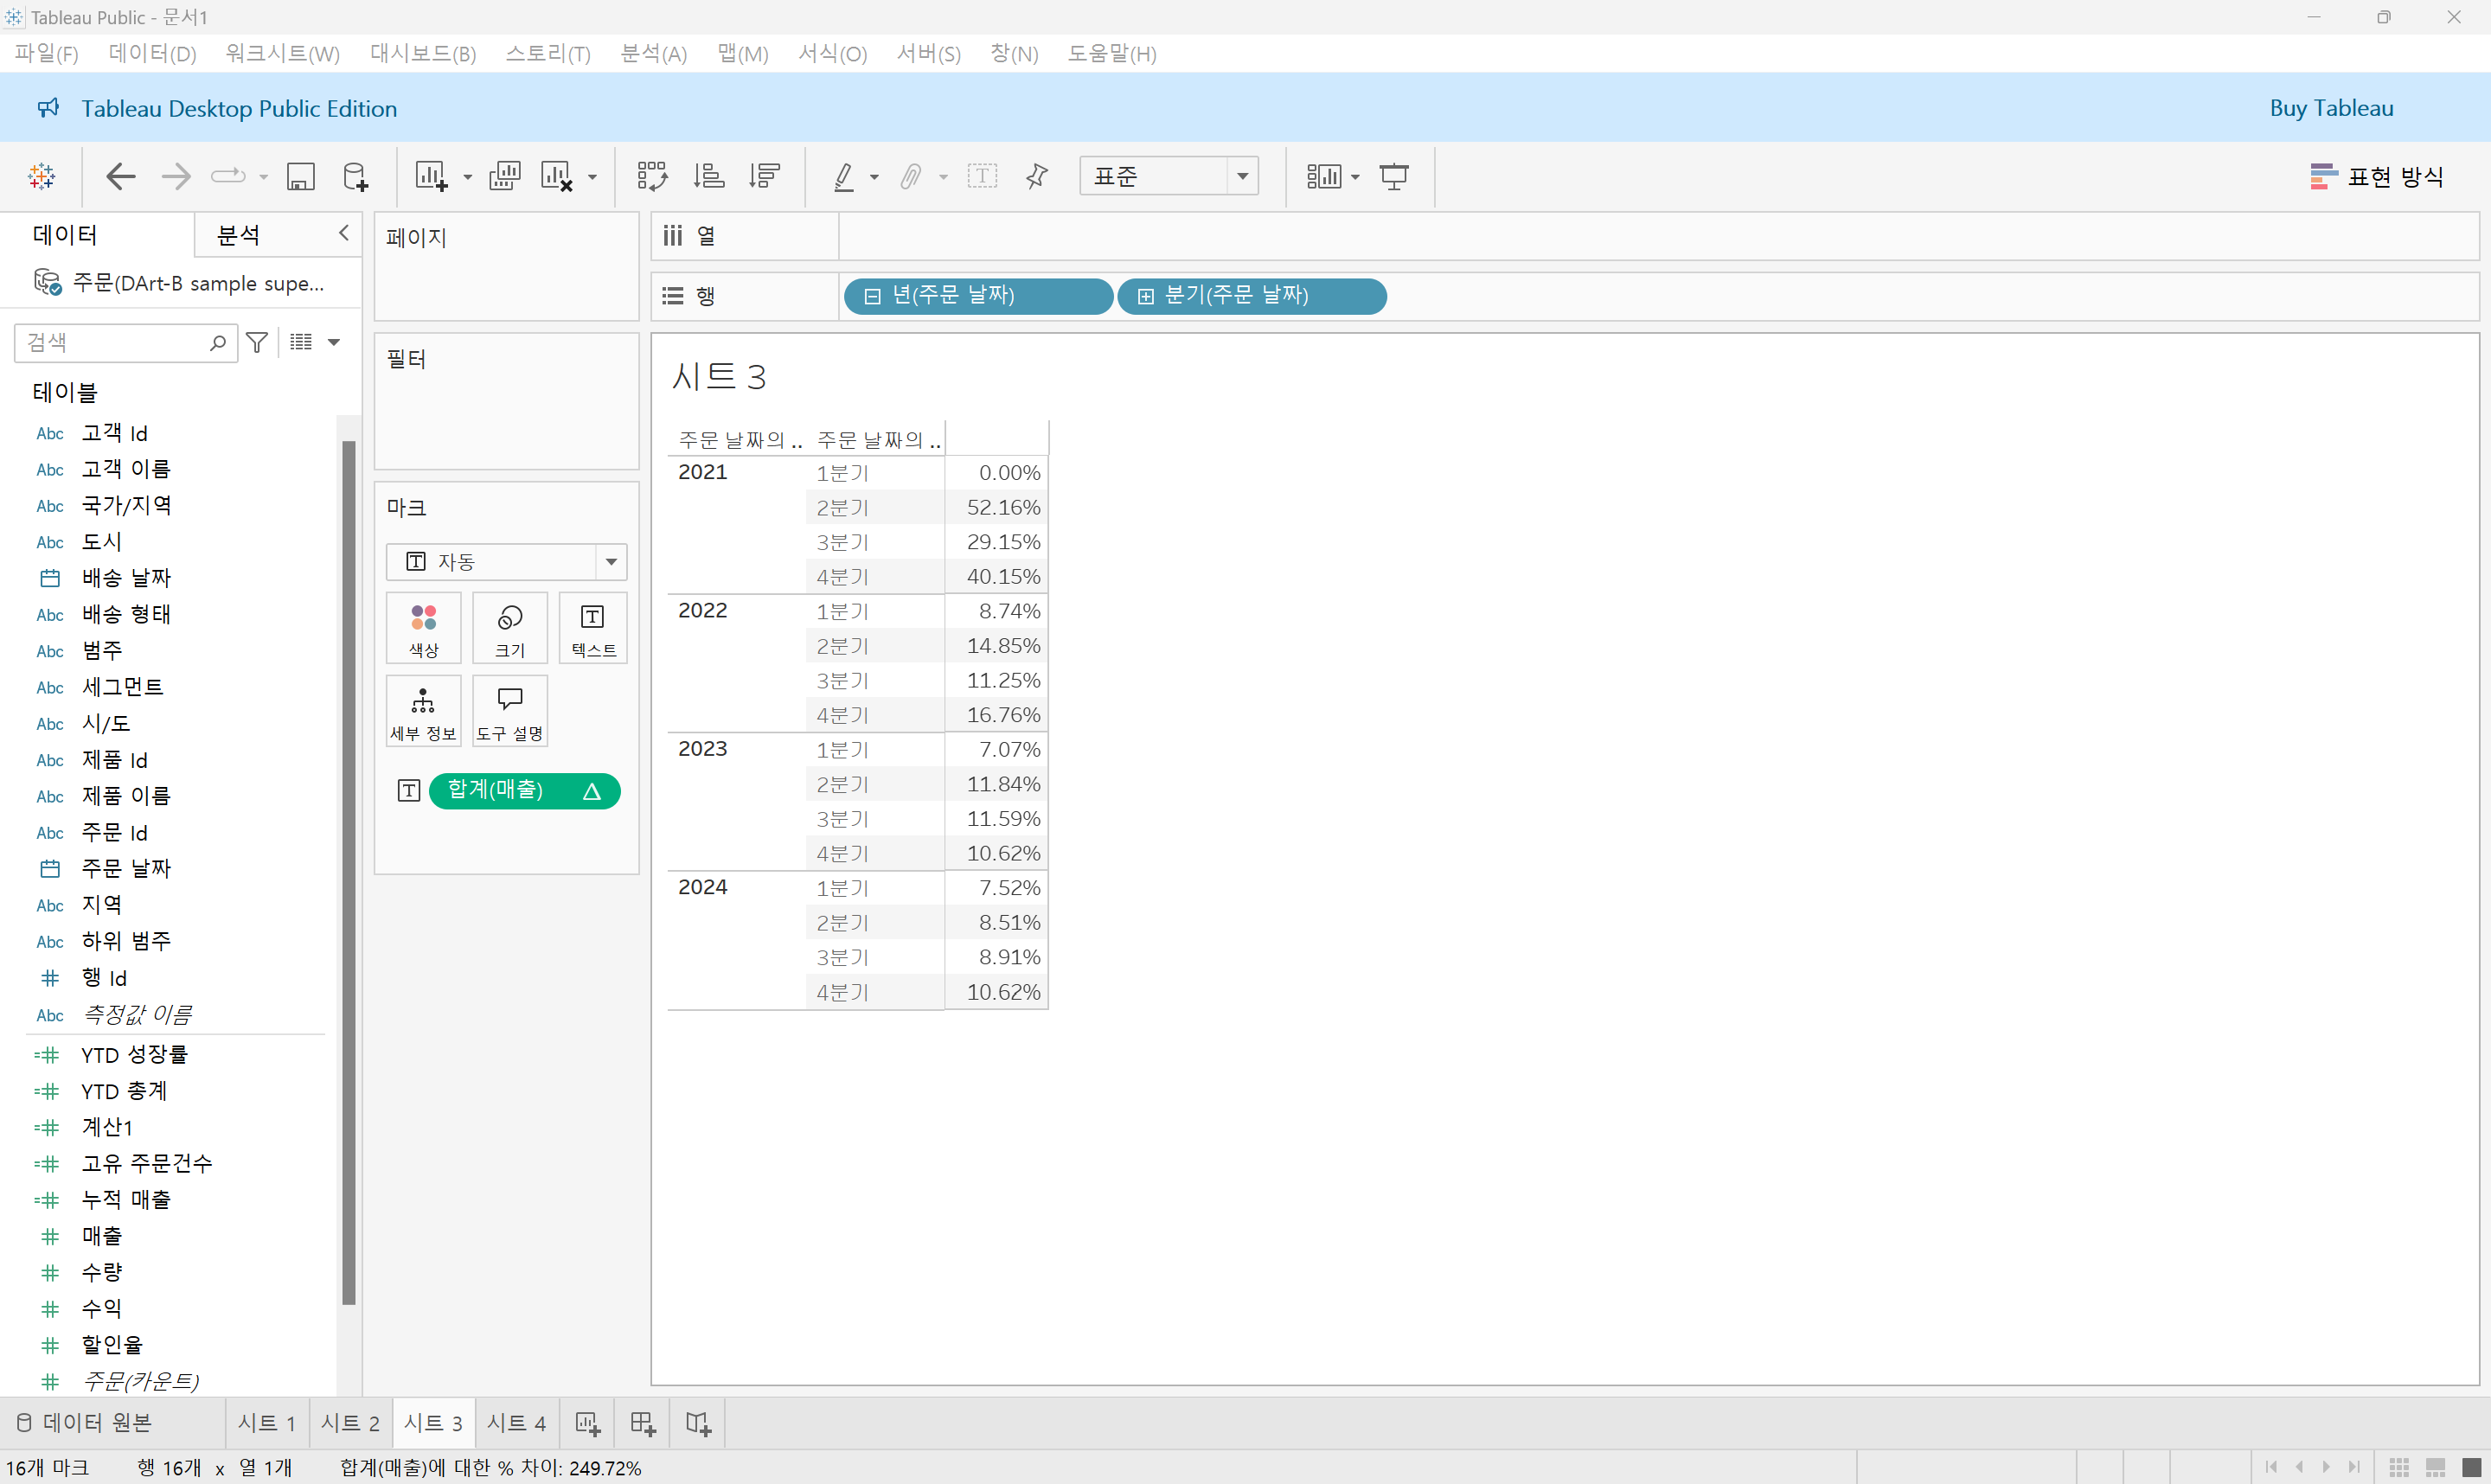 Tableau Public - 문서1
파일(F) 데이터(D) 워크시트(W) 대시보드(B) 스토리(T) 분석(A) 맵(M) 서식(O) 서버(S) 창(N) 도움말(H)
Tableau Desktop Public Edition Buy Tableau
표준 표현 방식
데이터 분석
주문(DArt-B sample supe...
검색
테이블
Abc 고객 Id
Abc 고객 이름
Abc 국가/지역
Abc 도시
배송 날짜
Abc 배송 형태
Abc 범주
Abc 세그먼트
Abc 시/도
Abc 제품 Id
Abc 제품 이름
Abc 주문 Id
주문 날짜
Abc 지역
Abc 하위 범주
# 행 Id
Abc 측정값 이름
=# YTD 성장률
=# YTD 총계
=# 계산1
=# 고유 주문건수
=# 누적 매출
# 매출
# 수량
# 수익
# 할인율
# 주문(카운트)
페이지
필터
마크
자동
색상 크기 텍스트
세부 정보 도구 설명
합계(매출) △
열
행 년(주문 날짜) 분기(주문 날짜)
시트 3
주문 날짜의 .. 주문 날짜의 ..
2021 1분기 0.00%
2분기 52.16%
3분기 29.15%
4분기 40.15%
2022 1분기 8.74%
2분기 14.85%
3분기 11.25%
4분기 16.76%
2023 1분기 7.07%
2분기 11.84%
3분기 11.59%
4분기 10.62%
2024 1분기 7.52%
2분기 8.51%
3분기 8.91%
4분기 10.62%
데이터 원본 시트 1 시트 2 시트 3 시트 4
16개 마크 행 16개 x 열 1개 합계(매출)에 대한 % 차이: 249.72%